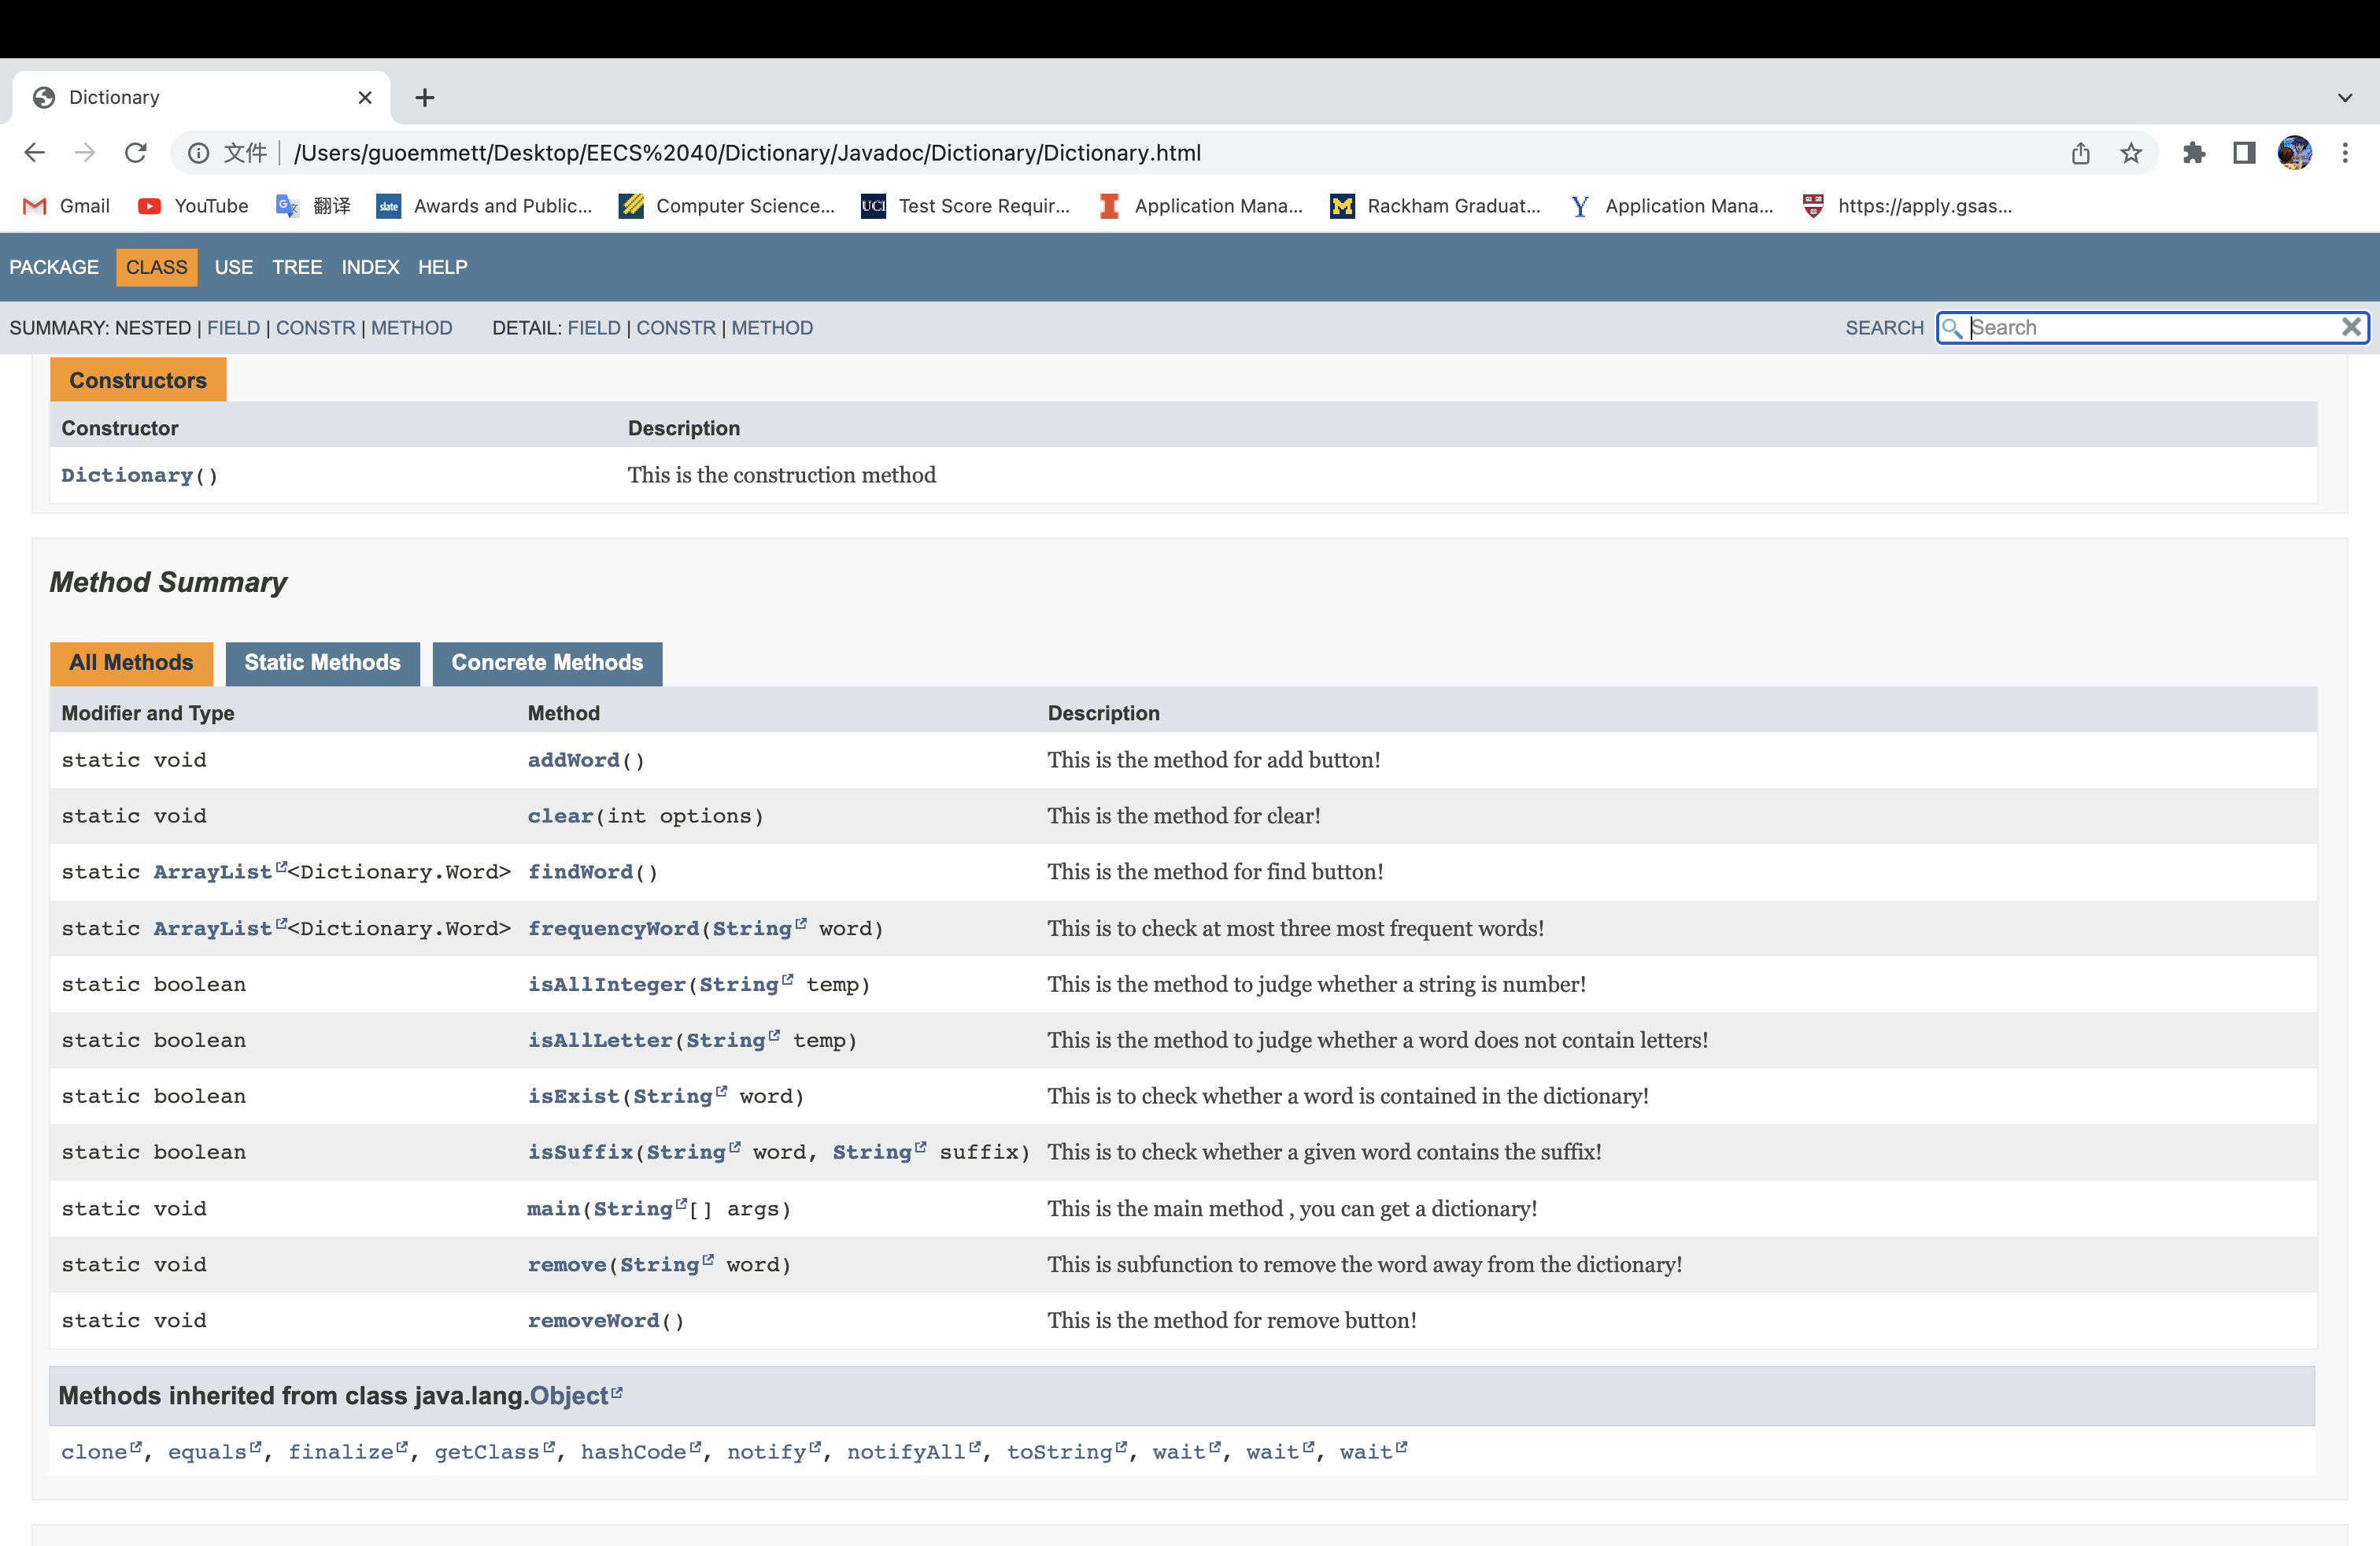 Dictionary
文件 /Users/guoemmett/Desktop/EECS%2040/Dictionary/Javadoc/Dictionary/Dictionary.html
Gmail YouTube 翻译 slate Awards and Public... Computer Science... UCI Test Score Requir... Application Mana... Rackham Graduat... Application Mana... https://apply.gsas...
PACKAGE CLASS USE TREE INDEX HELP
SUMMARY: NESTED | FIELD | CONSTR | METHOD DETAIL: FIELD | CONSTR | METHOD SEARCH Search
Constructors
Constructor Description
Dictionary() This is the construction method
Method Summary
All Methods Static Methods Concrete Methods
Modifier and Type Method Description
static void addWord() This is the method for add button!
static void clear(int options) This is the method for clear!
static ArrayList<Dictionary.Word> findWord() This is the method for find button!
static ArrayList<Dictionary.Word> frequencyWord(String word) This is to check at most three most frequent words!
static boolean isAllInteger(String temp) This is the method to judge whether a string is number!
static boolean isAllLetter(String temp) This is the method to judge whether a word does not contain letters!
static boolean isExist(String word) This is to check whether a word is contained in the dictionary!
static boolean isSuffix(String word, String suffix) This is to check whether a given word contains the suffix!
static void main(String[] args) This is the main method , you can get a dictionary!
static void remove(String word) This is subfunction to remove the word away from the dictionary!
static void removeWord() This is the method for remove button!
Methods inherited from class java.lang.Object
clone, equals, finalize, getClass, hashCode, notify, notifyAll, toString, wait, wait, wait